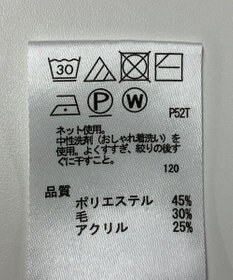 30
P W
P52T
ネット使用。
中性洗剤（おしゃれ着洗い）を
使用。よくすすぎ、絞りの後す
ぐに干すこと。
120
品質
ポリエステル 45%
毛 30%
アクリル 25%